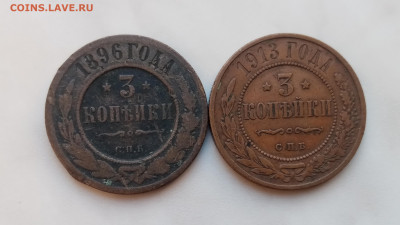 COINS.LAVE.RU
1896 ГОДА
* 3 *
КОПѢЙКИ
С.П.Б.
1913 ГОДА
* 3 *
КОПѢЙКИ
С.П.Б.